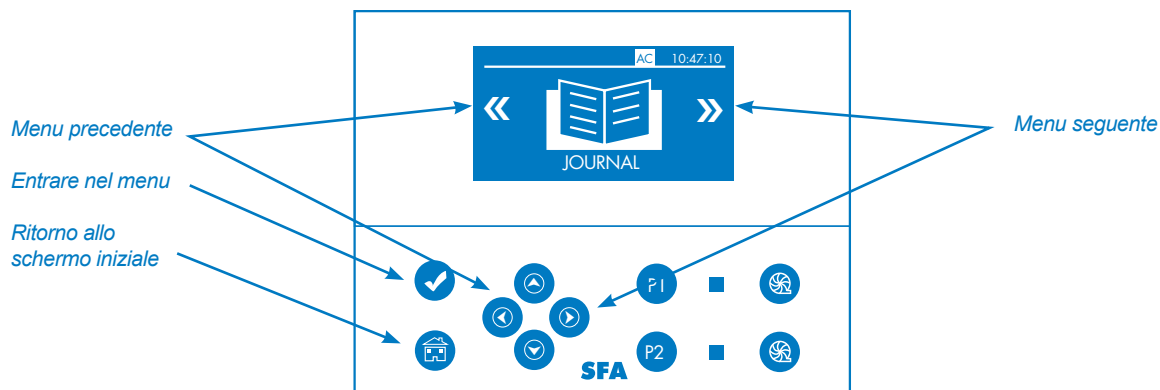 AC 10:47:10
JOURNAL
Menu precedente
Menu seguente
Entrare nel menu
Ritorno allo
schermo iniziale
P1
P2
SFA